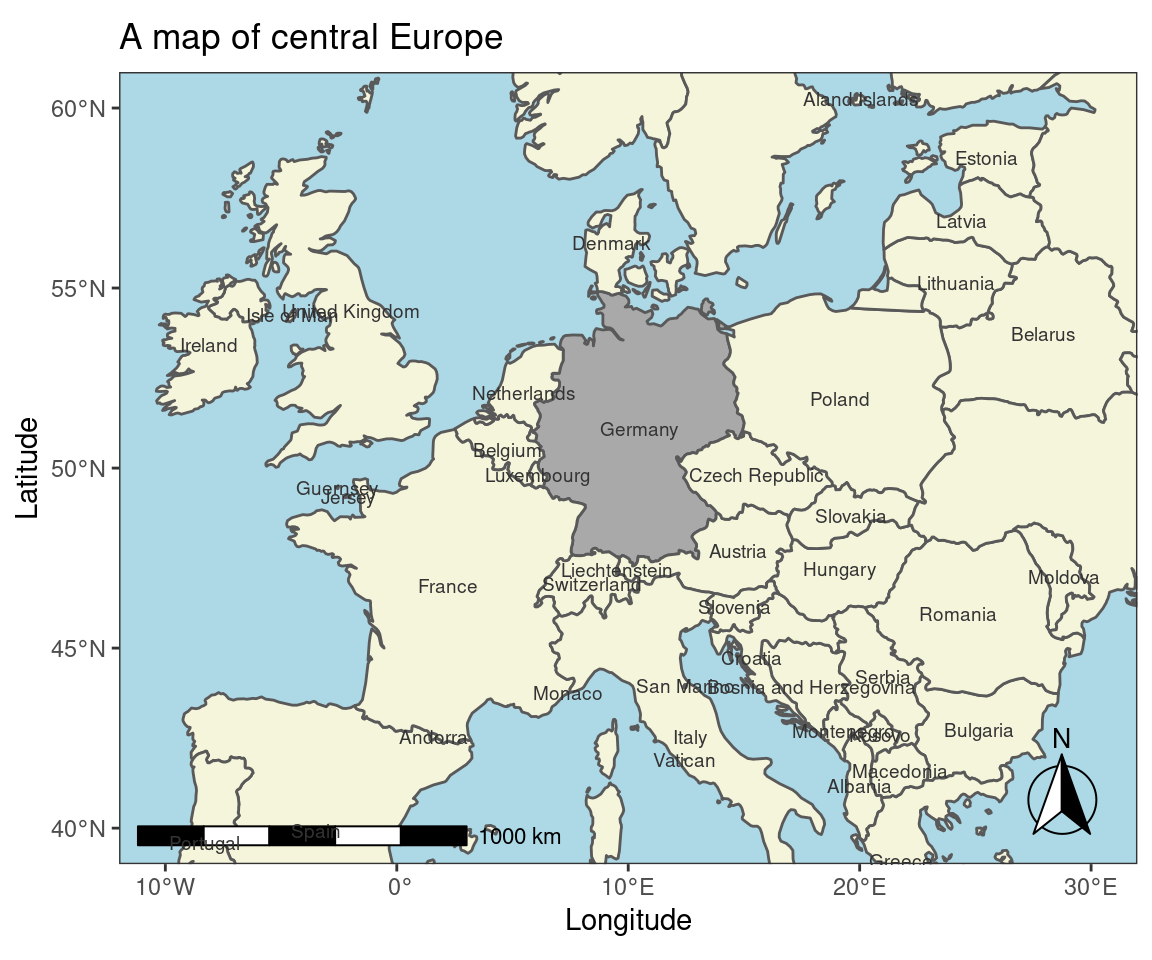 A map of central Europe
60°N
Aland Islands
Estonia
Latvia
Denmark
55°N
Lithuania
Isle of Man
United Kingdom
Belarus
Ireland
Netherlands
Poland
Germany
Latitude
Belgium
50°N
Luxembourg
Czech Republic
Guernsey
Jersey
Slovakia
Austria
Liechtenstein
Hungary
Moldova
Switzerland
France
Slovenia
Romania
45°N
Croatia
Serbia
San Marino
Bosnia and Herzegovina
Monaco
Montenegro
Kosovo
Bulgaria
Andorra
Italy
N
Vatican
Macedonia
Albania
40°N
Spain
1000 km
Portugal
Greece
10°W
0°
10°E
20°E
30°E
Longitude